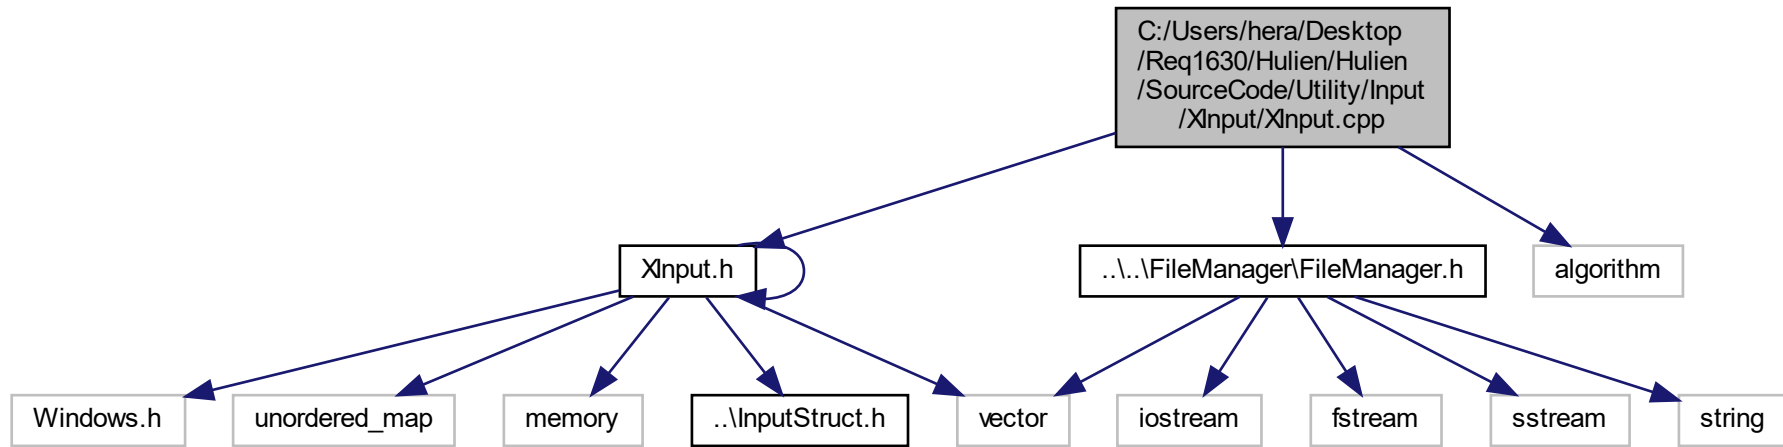 C:/Users/hera/Desktop
/Req1630/Hulien/Hulien
/SourceCode/Utility/Input
/XInput/XInput.cpp
XInput.h
..\..\FileManager\FileManager.h
algorithm
Windows.h
unordered_map
memory
..\InputStruct.h
vector
iostream
fstream
sstream
string